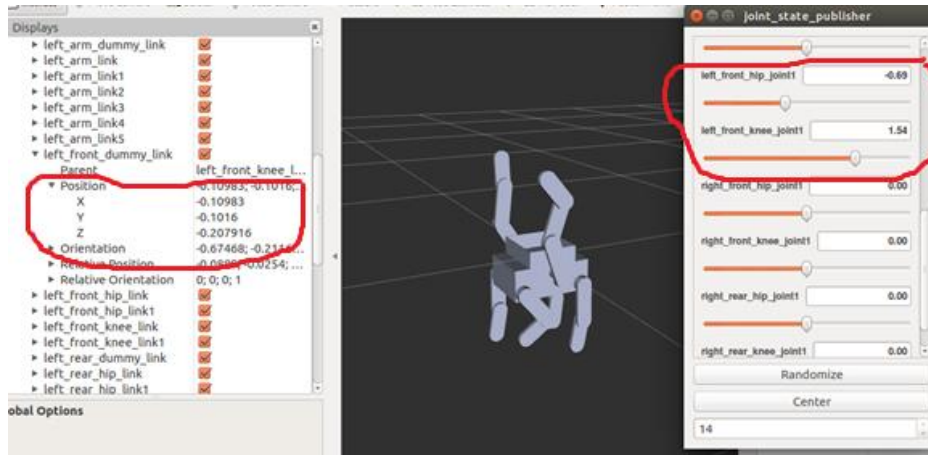 Displays
left_arm_dummy_link
left_arm_link
left_arm_link1
left_arm_link2
left_arm_link3
left_arm_link4
left_arm_link5
left_front_dummy_link
Parent left_front_knee_l...
Position -0.10983; -0.1016;...
X -0.10983
Y -0.1016
Z -0.207916
Orientation -0.67468;
Relative Position -0.0254; ...
Relative Orientation 0; 0; 0; 1
left_front_hip_link
left_front_hip_link1
left_front_knee_link
left_front_knee_link1
left_rear_dummy_link
left_rear_hip_link
left_rear_hip_link1
obal Options
joint_state_publisher
left_front_hip_joint1 -0.69
left_front_knee_joint1 1.54
right_front_hip_joint1 0.00
right_front_knee_joint1 0.00
right_rear_hip_joint1 0.00
right_rear_knee_joint1 0.00
Randomize
Center
14